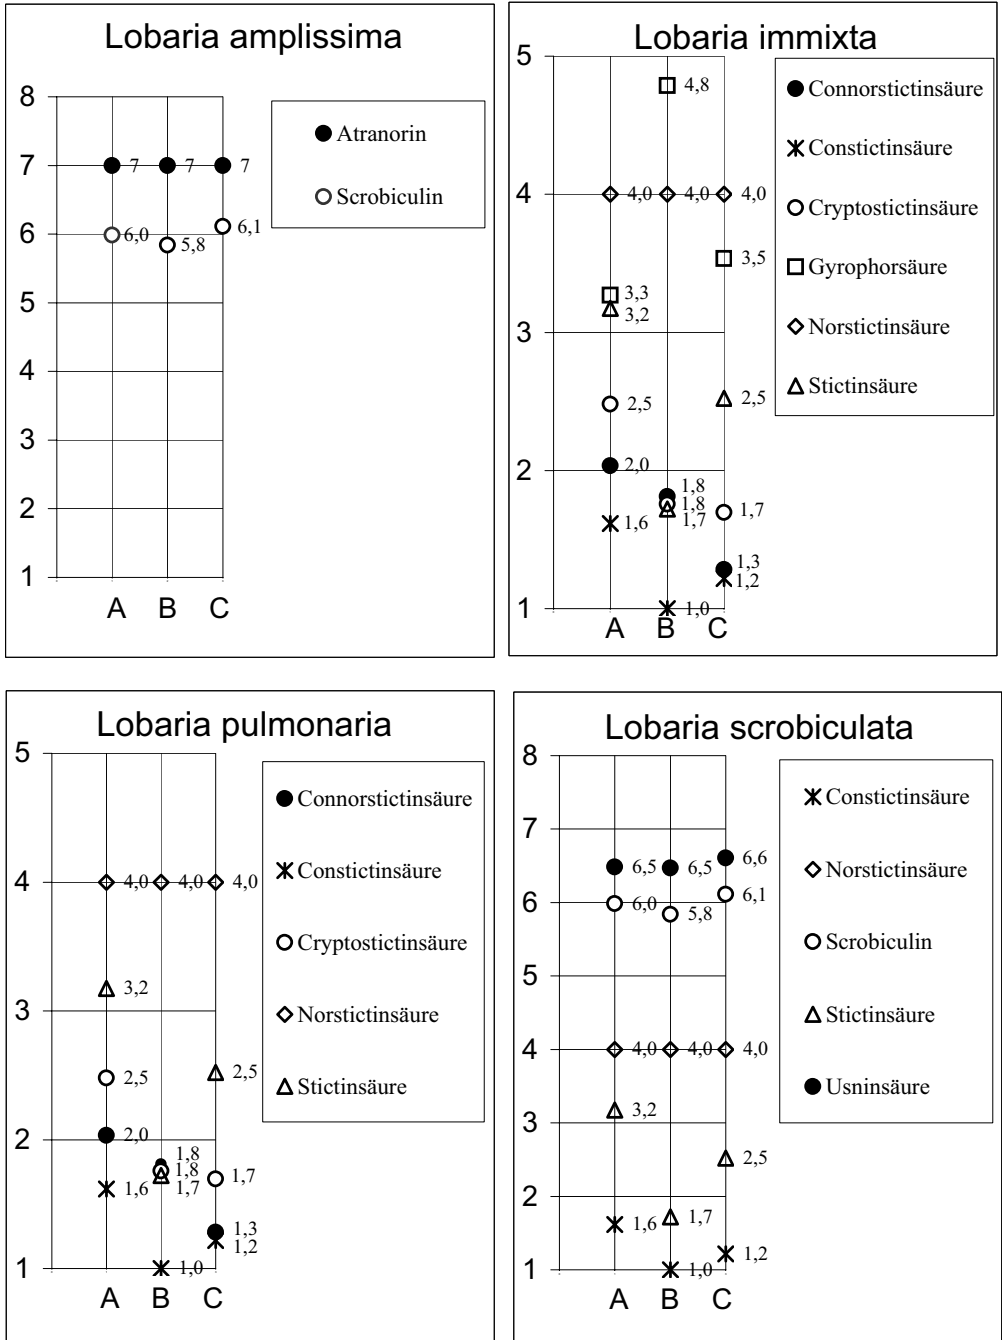 Lobaria amplissima
8
7
6
5
4
3
2
1
7 7 7
6,0 5,8 6,1
A B C
Atranorin
Scrobiculin
Lobaria immixta
5
4
3
2
1
4,8
4,0 4,0 4,0
3,5
3,3
3,2
2,5 2,5
2,0
1,8
1,8
1,7 1,7
1,6
1,3
1,2
1,0
A B C
Connorstictinsäure
Constictinsäure
Cryptostictinsäure
Gyrophorsäure
Norstictinsäure
Stictinsäure
Lobaria pulmonaria
5
4
3
2
1
4,0 4,0 4,0
3,2
2,5 2,5
2,0
1,8
1,8 1,7
1,6 1,7
1,3
1,2
1,0
A B C
Connorstictinsäure
Constictinsäure
Cryptostictinsäure
Norstictinsäure
Stictinsäure
Lobaria scrobiculata
8
7
6
5
4
3
2
1
6,5 6,5 6,6
6,0 5,8 6,1
4,0 4,0 4,0
3,2
2,5
1,6 1,7
1,2
1,0
A B C
Constictinsäure
Norstictinsäure
Scrobiculin
Stictinsäure
Usninsäure